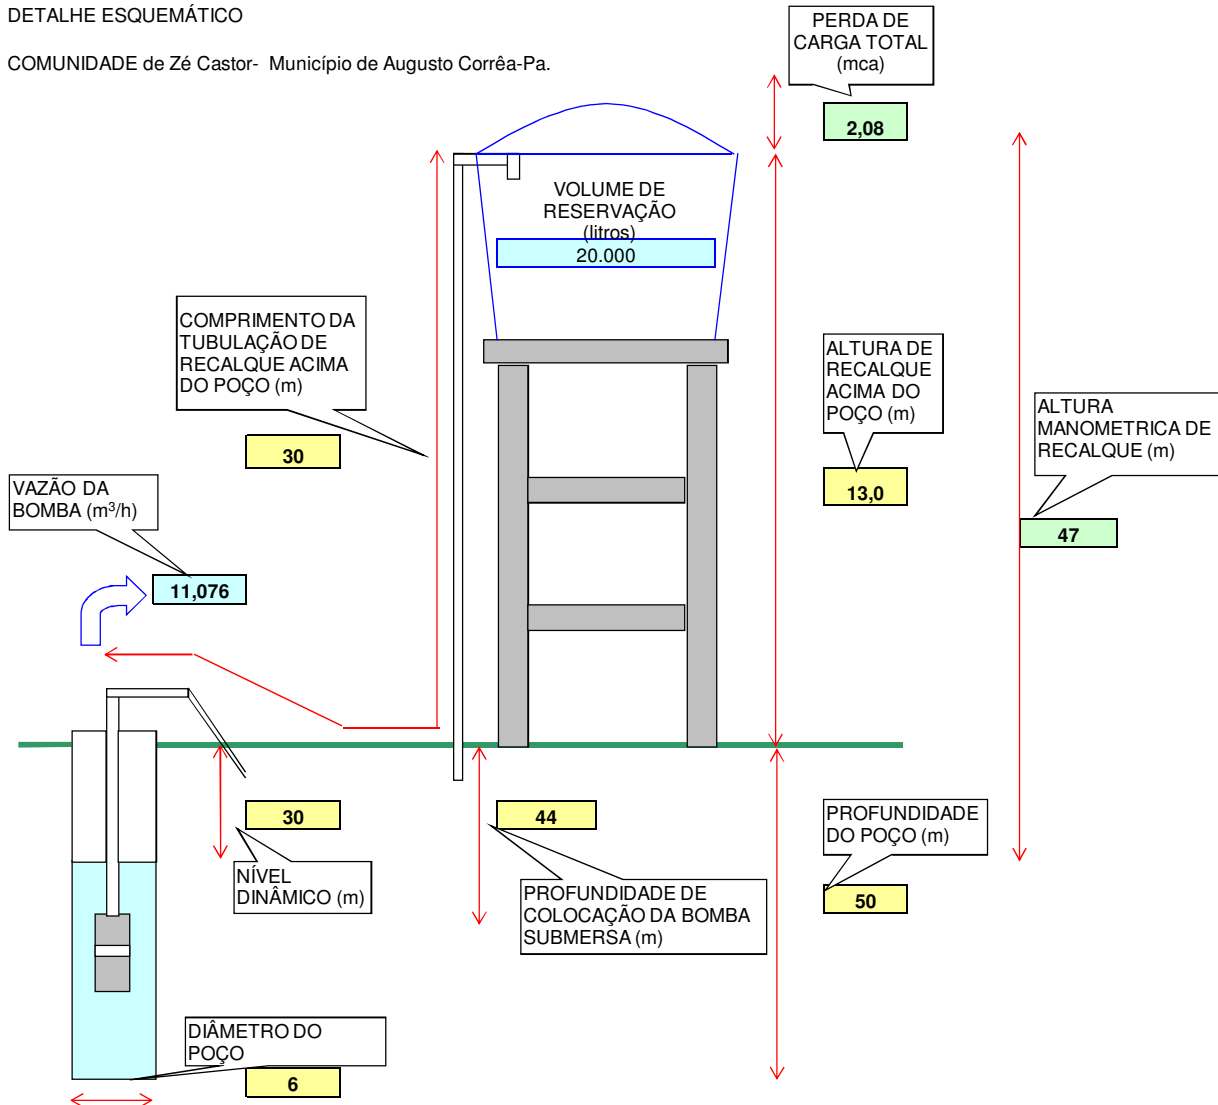 DETALHE ESQUEMÁTICO
COMUNIDADE de Zé Castor- Município de Augusto Corrêa-Pa.
PERDA DE
CARGA TOTAL
(mca)
2,08
VOLUME DE
RESERVAÇÃO
(litros)
20.000
COMPRIMENTO DA
TUBULAÇÃO DE
RECALQUE ACIMA
DO POÇO (m)
30
ALTURA DE
RECALQUE
ACIMA DO
POÇO (m)
13,0
ALTURA
MANOMETRICA DE
RECALQUE (m)
47
VAZÃO DA
BOMBA (m³/h)
11,076
30
NÍVEL
DINÂMICO (m)
44
PROFUNDIDADE DE
COLOCAÇÃO DA BOMBA
SUBMERSA (m)
PROFUNDIDADE
DO POÇO (m)
50
DIÂMETRO DO
POÇO
6